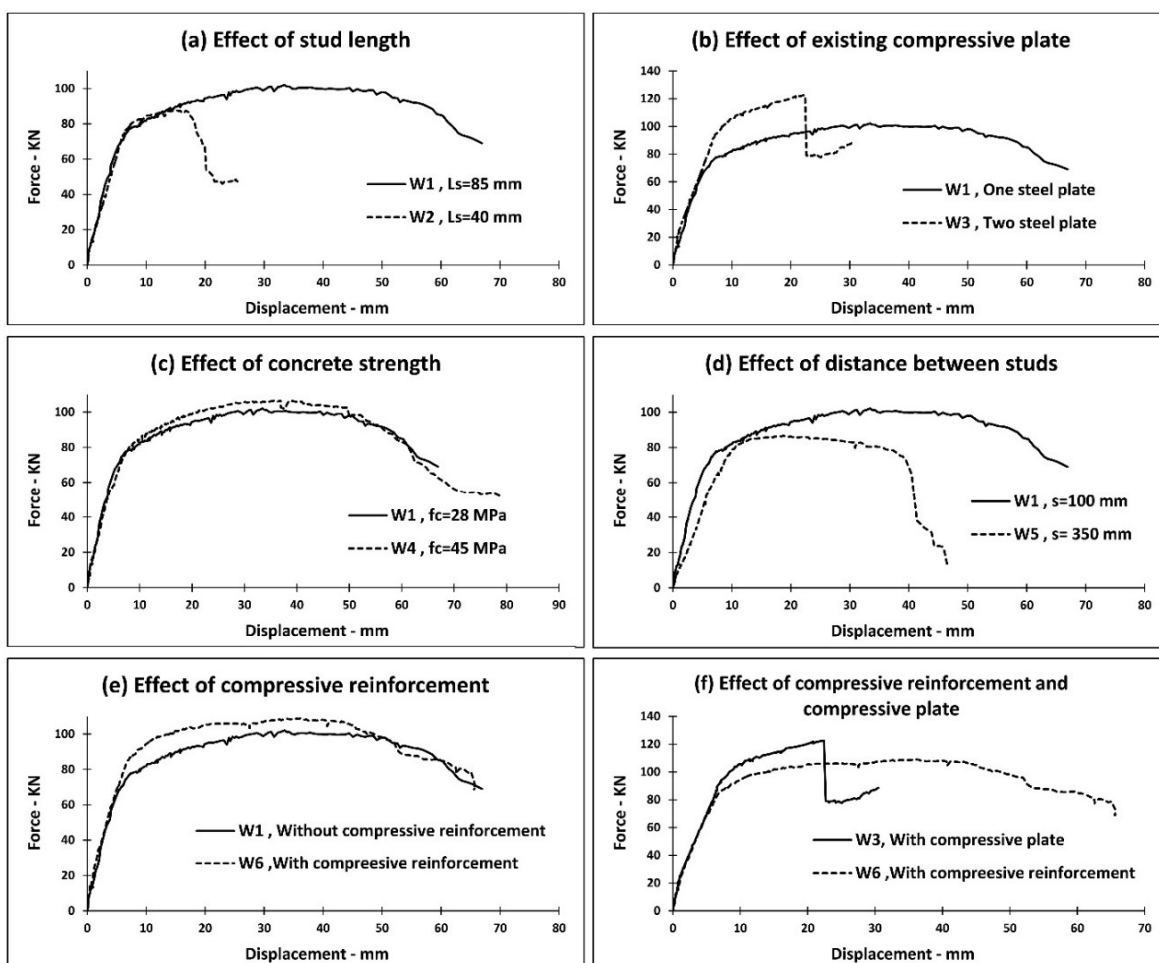 (a) Effect of stud length
Force - KN
100
80
60
40
20
0
W1 , Ls=85 mm
W2 , Ls=40 mm
0 10 20 30 40 50 60 70 80
Displacement - mm
(b) Effect of existing compressive plate
Force - KN
140
120
100
80
60
40
20
0
W1 , One steel plate
W3 , Two steel plate
0 10 20 30 40 50 60 70 80
Displacement - mm
(c) Effect of concrete strength
Force - KN
100
80
60
40
20
0
W1 , fc=28 MPa
W4 , fc=45 MPa
0 10 20 30 40 50 60 70 80 90
Displacement - mm
(d) Effect of distance between studs
Force - KN
100
80
60
40
20
0
W1 , s=100 mm
W5 , s= 350 mm
0 10 20 30 40 50 60 70 80
Displacement - mm
(e) Effect of compressive reinforcement
Force - KN
100
80
60
40
20
0
W1 , Without compressive reinforcement
W6 ,With compreesive reinforcement
0 10 20 30 40 50 60 70 80
Displacement - mm
(f) Effect of compressive reinforcement and
compressive plate
Force - KN
140
120
100
80
60
40
20
0
W3, With compressive plate
W6 ,With compreesive reinforcement
0 10 20 30 40 50 60 70 80
Displacement - mm